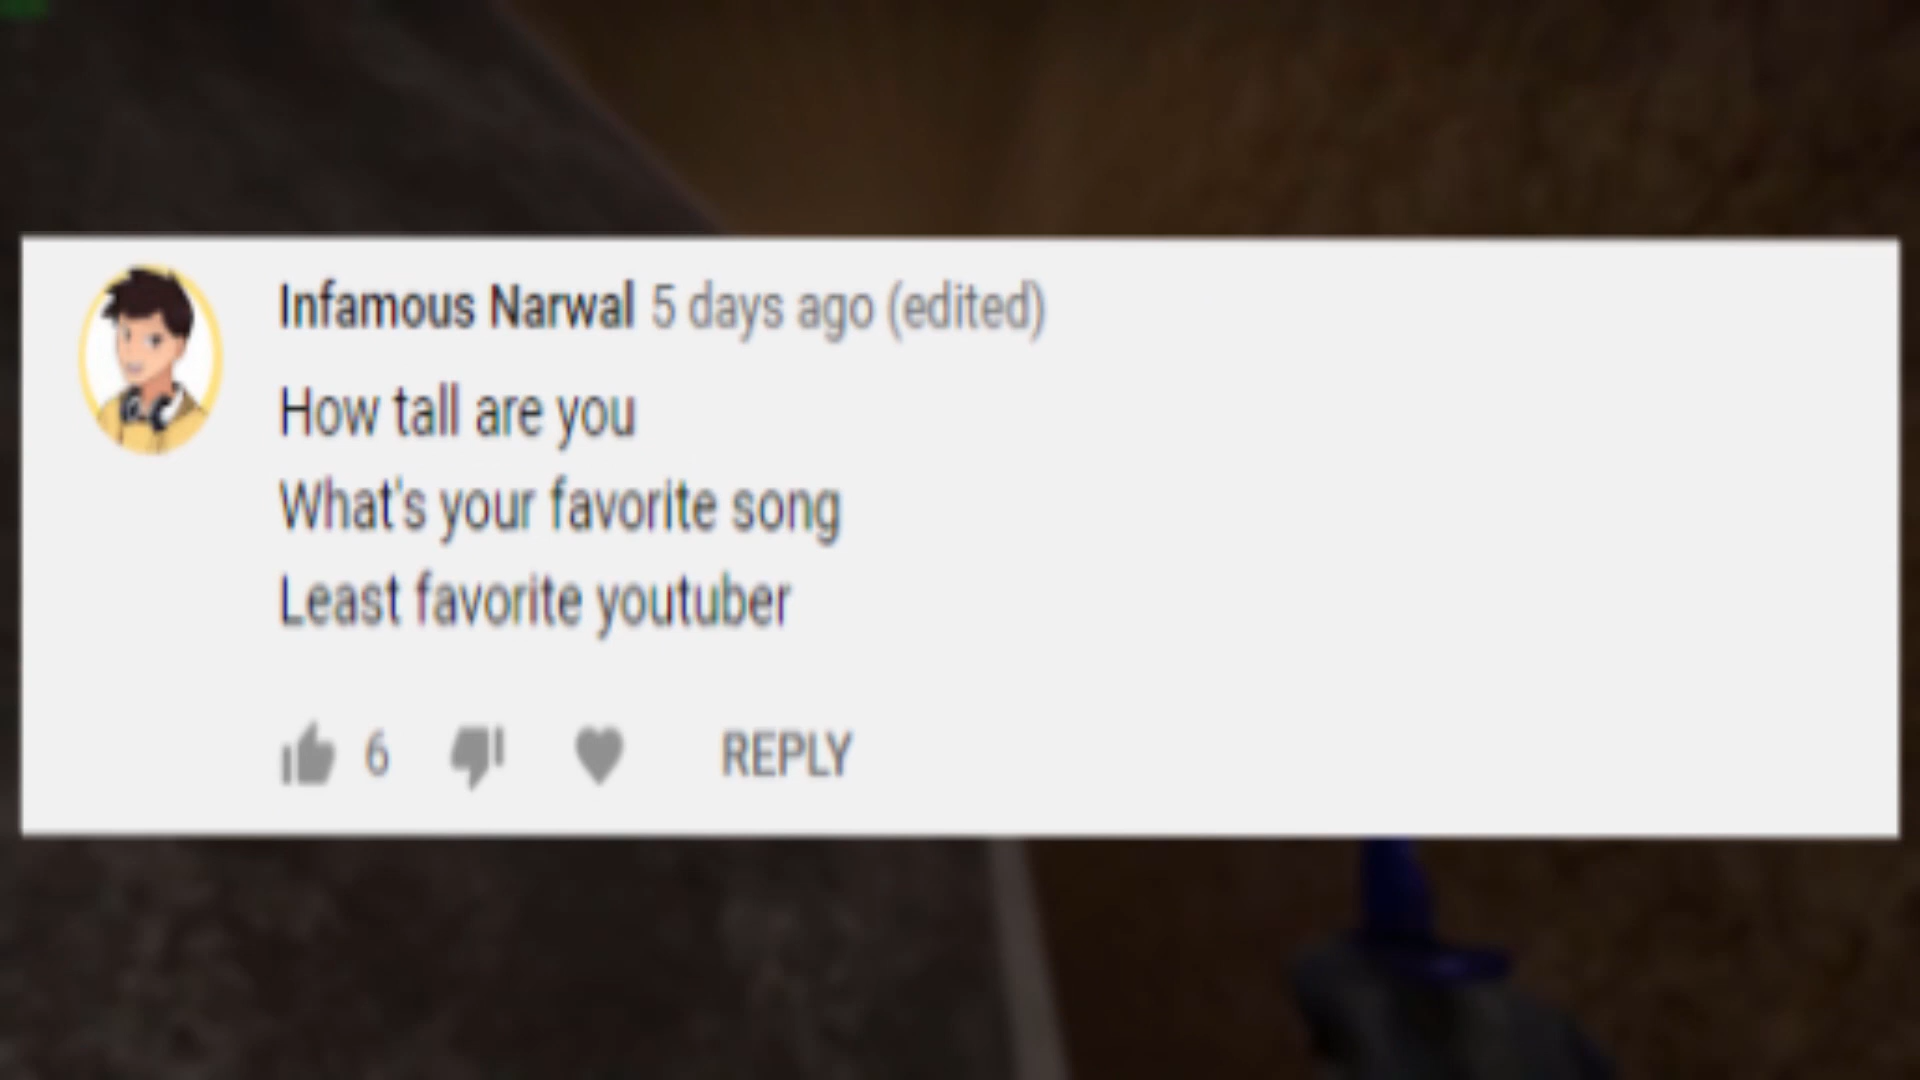 Infamous Narwal 5 days ago (edited)
How tall are you
What's your favorite song
Least favorite youtuber
6 REPLY